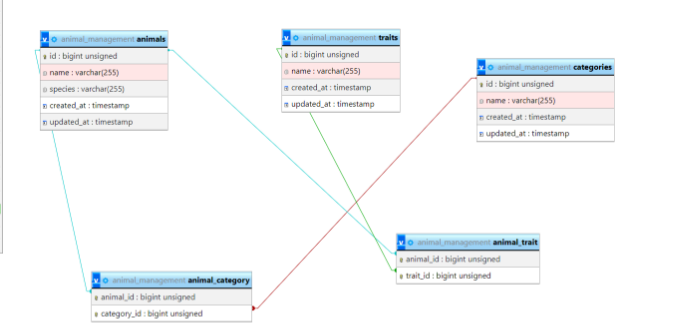 animal_management animals
id : bigint unsigned
name : varchar(255)
species : varchar(255)
created_at : timestamp
updated_at : timestamp
animal_management traits
id : bigint unsigned
name : varchar(255)
created_at : timestamp
updated_at : timestamp
animal_management categories
id : bigint unsigned
name : varchar(255)
created_at : timestamp
updated_at : timestamp
animal_management animal_trait
animal_id : bigint unsigned
trait_id : bigint unsigned
animal_management animal_category
animal_id : bigint unsigned
category_id : bigint unsigned